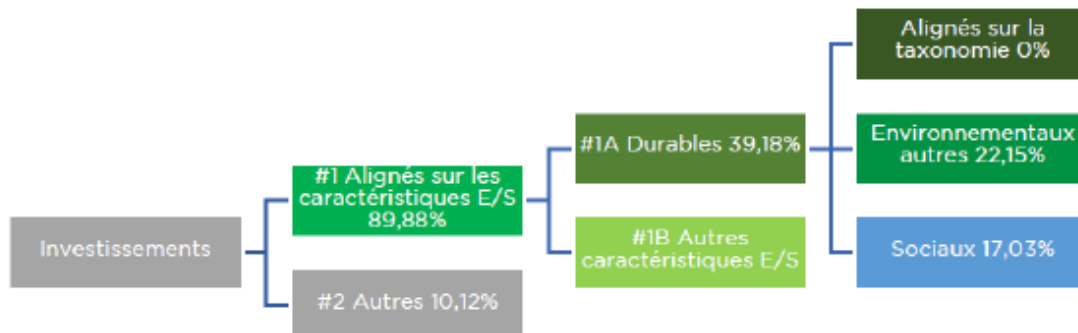 Investissements
#1 Alignés sur les
caractéristiques E/S
89,88%
#2 Autres 10,12%
#1A Durables 39,18%
#1B Autres
caractéristiques E/S
Alignés sur la
taxonomie 0%
Environnementaux
autres 22,15%
Sociaux 17,03%